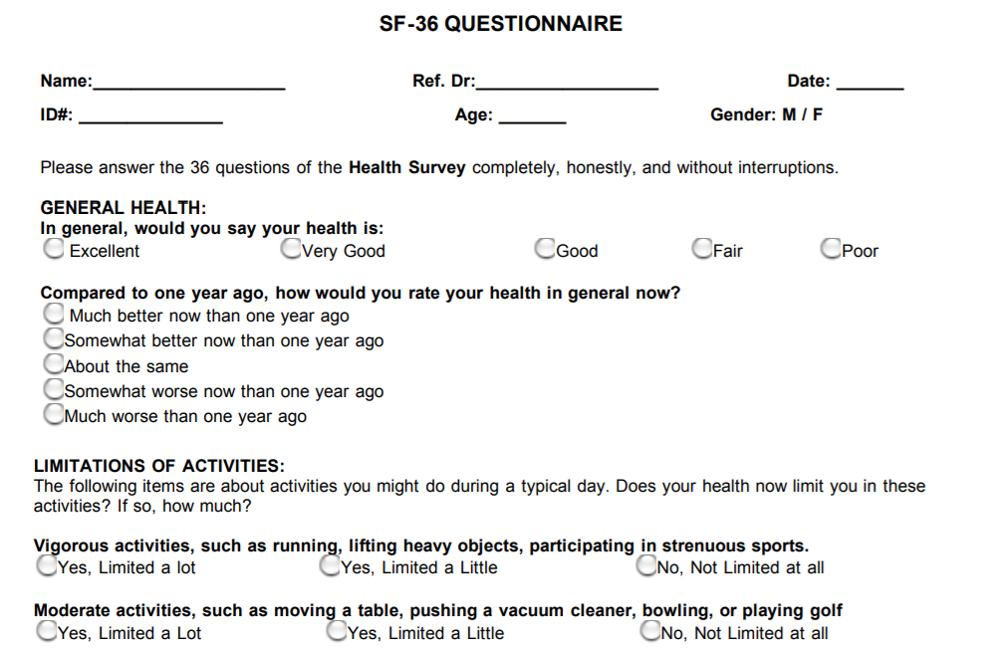 SF-36 QUESTIONNAIRE
Name:____________________ Ref. Dr:___________________ Date: _______
ID#: _______________ Age: _______ Gender: M / F
Please answer the 36 questions of the Health Survey completely, honestly, and without interruptions.
GENERAL HEALTH:
In general, would you say your health is:
Excellent Very Good Good Fair Poor
Compared to one year ago, how would you rate your health in general now?
Much better now than one year ago
Somewhat better now than one year ago
About the same
Somewhat worse now than one year ago
Much worse than one year ago
LIMITATIONS OF ACTIVITIES:
The following items are about activities you might do during a typical day. Does your health now limit you in these
activities? If so, how much?
Vigorous activities, such as running, lifting heavy objects, participating in strenuous sports.
Yes, Limited a lot Yes, Limited a Little No, Not Limited at all
Moderate activities, such as moving a table, pushing a vacuum cleaner, bowling, or playing golf
Yes, Limited a Lot Yes, Limited a Little No, Not Limited at all